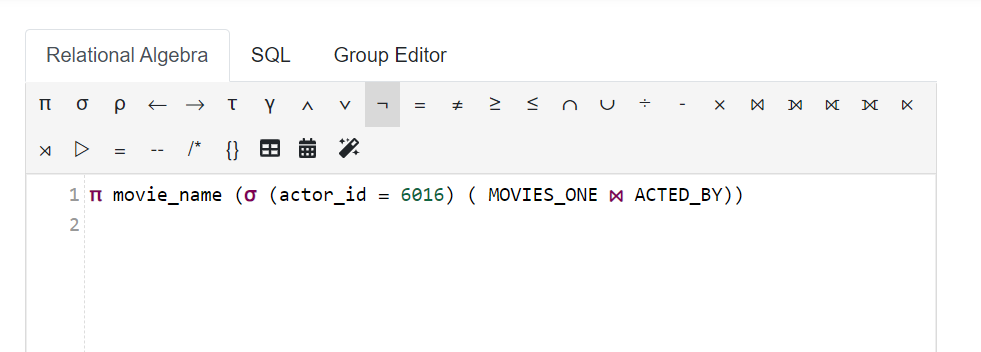 Relational Algebra SQL Group Editor
π σ ρ ← → τ γ ∧ ∨ ¬ = ≠ ≥ ≤ ∩ ∪ ÷ - × ⨝ ⟕ ⟖ ⟗ ⋉
⋊ ▷ = -- /* {}
1 π movie_name (σ (actor_id = 6016) ( MOVIES_ONE ⨝ ACTED_BY))
2